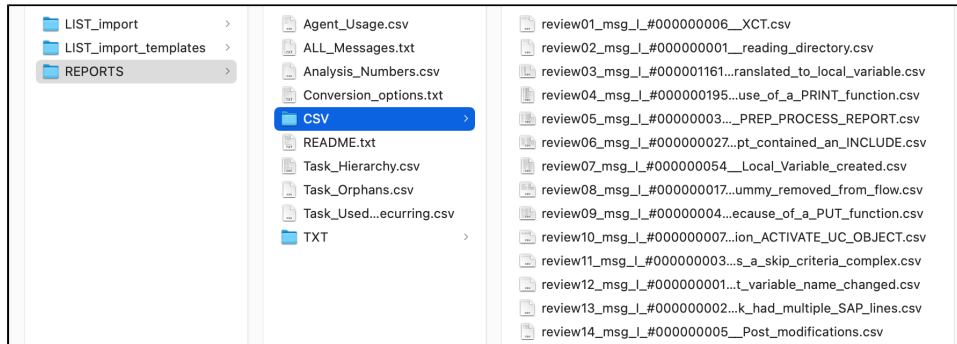 LIST_import
LIST_import_templates
REPORTS
Agent_Usage.csv
ALL_Messages.txt
Analysis_Numbers.csv
Conversion_options.txt
CSV
README.txt
Task_Hierarchy.csv
Task_Orphans.csv
Task_Used...ecurring.csv
TXT
review01_msg_I_#000000006__XCT.csv
review02_msg_I_#000000001__reading_directory.csv
review03_msg_I_#000001161...ranslated_to_local_variable.csv
review04_msg_I_#000000195...use_of_a_PRINT_function.csv
review05_msg_I_#00000003..._PREP_PROCESS_REPORT.csv
review06_msg_I_#000000027...pt_contained_an_INCLUDE.csv
review07_msg_I_#000000054__Local_Variable_created.csv
review08_msg_I_#000000017...ummy_removed_from_flow.csv
review09_msg_I_#00000004...ecause_of_a_PUT_function.csv
review10_msg_I_#000000007...ion_ACTIVATE_UC_OBJECT.csv
review11_msg_I_#000000003...s_a_skip_criteria_complex.csv
review12_msg_I_#000000001...t_variable_name_changed.csv
review13_msg_I_#000000002...k_had_multiple_SAP_lines.csv
review14_msg_I_#000000005__Post_modifications.csv